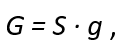 G = S · g ,